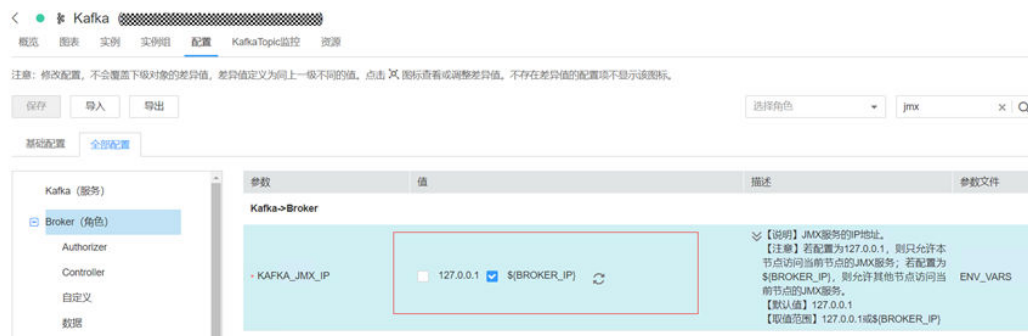 Kafka
概览 图表 实例 实例组 配置 KafkaTopic监控 资源
注意：修改配置，不会覆盖下级对象的差异值，差异值定义为同上一级不同的值。点击 图标查看或调整差异值。不存在差异值的配置项不显示该图标。
保存 导入 导出 选择角色 jmx
基础配置 全部配置
Kafka（服务）
Broker（角色）
Authorizer
Controller
自定义
数据
参数 值 描述 参数文件
Kafka->Broker
* KAFKA_JMX_IP
127.0.0.1 ${BROKER_IP}
【说明】JMX服务的IP地址。
【注意】若配置为127.0.0.1，则只允许本
节点访问当前节点的JMX服务；若配置为
${BROKER_IP}，则允许其他节点访问当
前节点的JMX服务。
【默认值】127.0.0.1
【取值范围】127.0.0.1或${BROKER_IP}
ENV_VARS